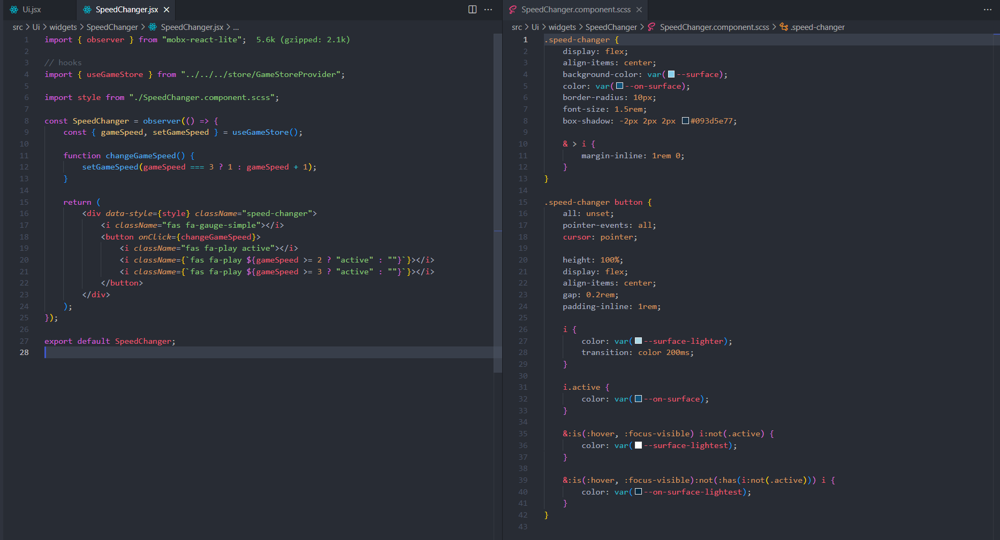 Ui.jsx
SpeedChanger.jsx
src > Ui > widgets > SpeedChanger > SpeedChanger.jsx > ...
1 import { observer } from "mobx-react-lite"; 5.6k (gzipped: 2.1k)
2
3 // hooks
4 import { useGameStore } from "../../../store/GameStoreProvider";
5
6 import style from "./SpeedChanger.component.scss";
7
8 const SpeedChanger = observer(() => {
9 const { gameSpeed, setGameSpeed } = useGameStore();
10
11 function changeGameSpeed() {
12 setGameSpeed(gameSpeed === 3 ? 1 : gameSpeed + 1);
13 }
14
15 return (
16 <div data-style={style} className="speed-changer">
17 <i className="fas fa-gauge-simple"></i>
18 <button onClick={changeGameSpeed}>
19 <i className="fas fa-play active"></i>
20 <i className={`fas fa-play ${gameSpeed >= 2 ? "active" : ""}`}></i>
21 <i className={`fas fa-play ${gameSpeed >= 3 ? "active" : ""}`}></i>
22 </button>
23 </div>
24 );
25 });
26
27 export default SpeedChanger;
28
SpeedChanger.component.scss
src > Ui > widgets > SpeedChanger > SpeedChanger.component.scss > .speed-changer
1 .speed-changer {
2 display: flex;
3 align-items: center;
4 background-color: var(--surface);
5 color: var(--on-surface);
6 border-radius: 10px;
7 font-size: 1.5rem;
8 box-shadow: -2px 2px 2px #093d5e77;
9
10 & > i {
11 margin-inline: 1rem 0;
12 }
13 }
14
15 .speed-changer button {
16 all: unset;
17 pointer-events: all;
18 cursor: pointer;
19
20 height: 100%;
21 display: flex;
22 align-items: center;
23 gap: 0.2rem;
24 padding-inline: 1rem;
25
26 i {
27 color: var(--surface-lighter);
28 transition: color 200ms;
29 }
30
31 i.active {
32 color: var(--on-surface);
33 }
34
35 &:is(:hover, :focus-visible) i:not(.active) {
36 color: var(--surface-lightest);
37 }
38
39 &:is(:hover, :focus-visible):not(:has(i:not(.active))) i {
40 color: var(--on-surface-lightest);
41 }
42 }
43